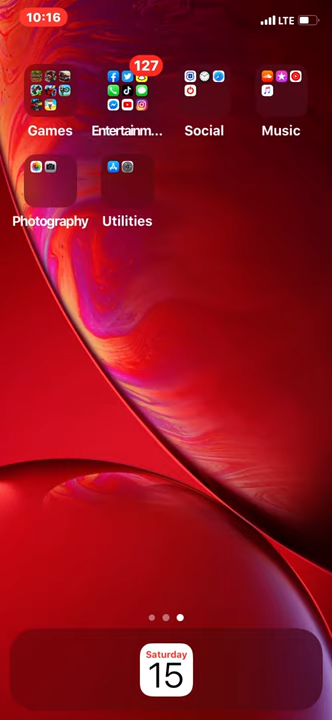 10:16
LTE
127
Games
Entertainm...
Social
Music
Photography
Utilities
Saturday
15